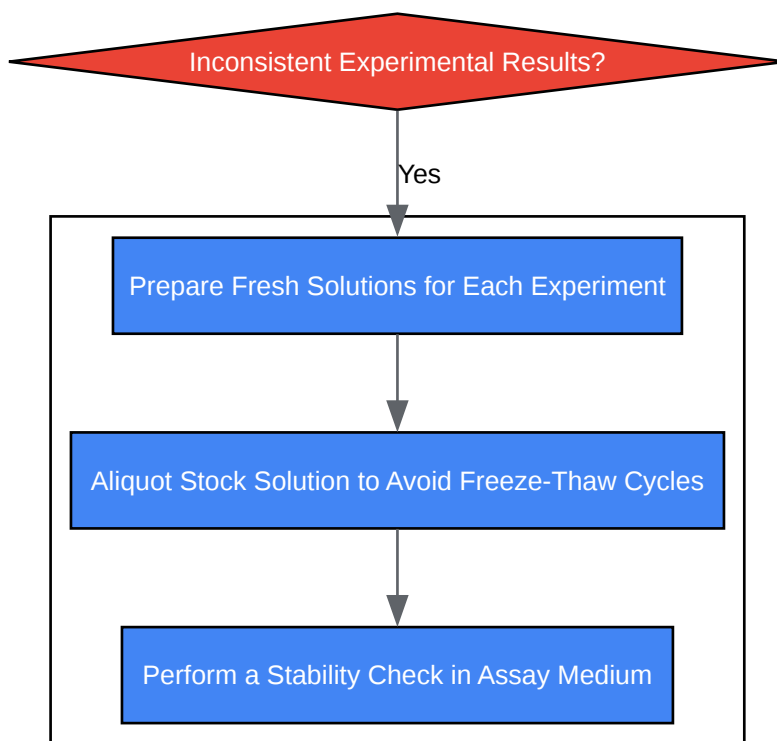 Inconsistent Experimental Results?
Yes
Prepare Fresh Solutions for Each Experiment
Aliquot Stock Solution to Avoid Freeze-Thaw Cycles
Perform a Stability Check in Assay Medium